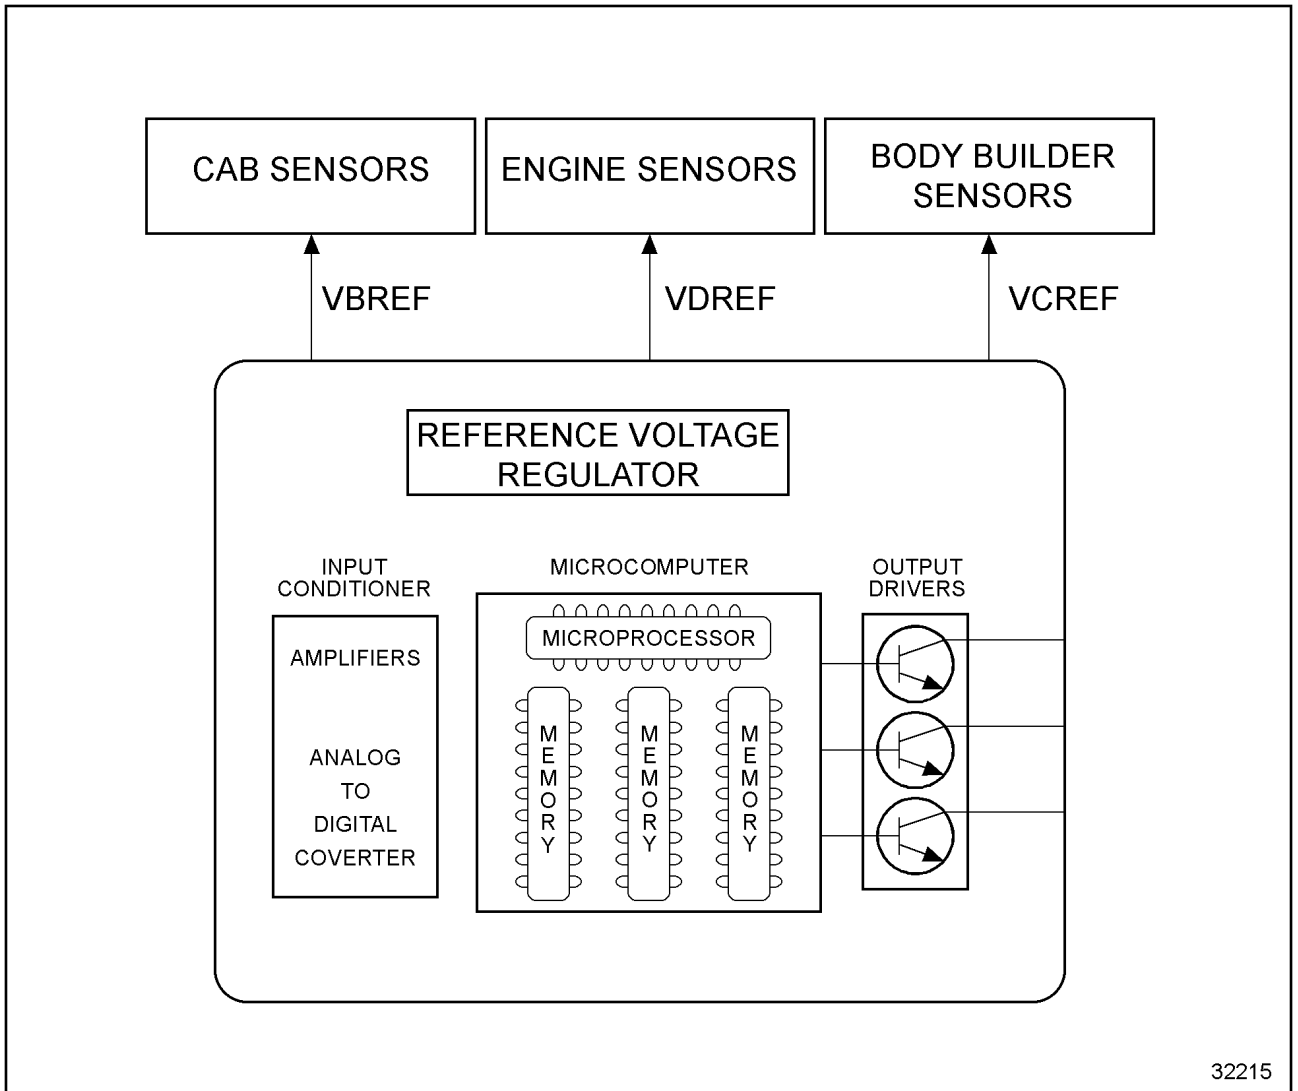 CAB SENSORS
ENGINE SENSORS
BODY BUILDER
SENSORS
VBREF
VDREF
VCREF
REFERENCE VOLTAGE
REGULATOR
INPUT
CONDITIONER
AMPLIFIERS
ANALOG
TO
DIGITAL
COVERTER
MICROCOMPUTER
MICROPROCESSOR
MEMORY
MEMORY
MEMORY
OUTPUT
DRIVERS
32215